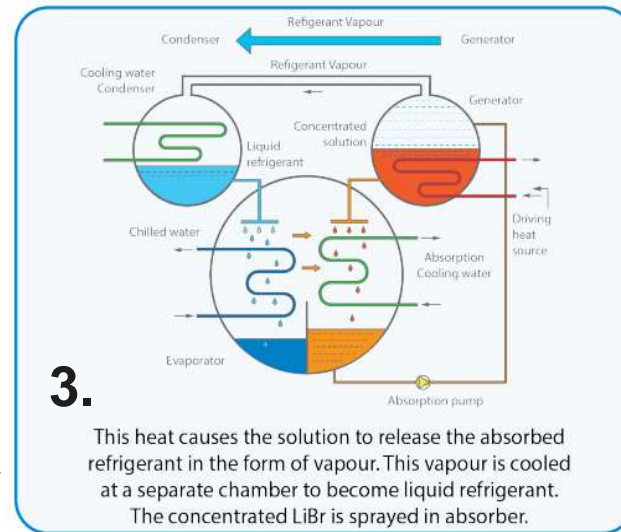 Refrigerant Vapour
Condenser
Generator
Refrigerant Vapour
Cooling water
Condenser
Generator
Concentrated
solution
Liquid
refrigerant
Chilled water
Driving
heat
source
Absorption
Cooling water
Evaporator
Absorption pump
3.
This heat causes the solution to release the absorbed
refrigerant in the form of vapour. This vapour is cooled
at a separate chamber to become liquid refrigerant.
The concentrated LiBr is sprayed in absorber.